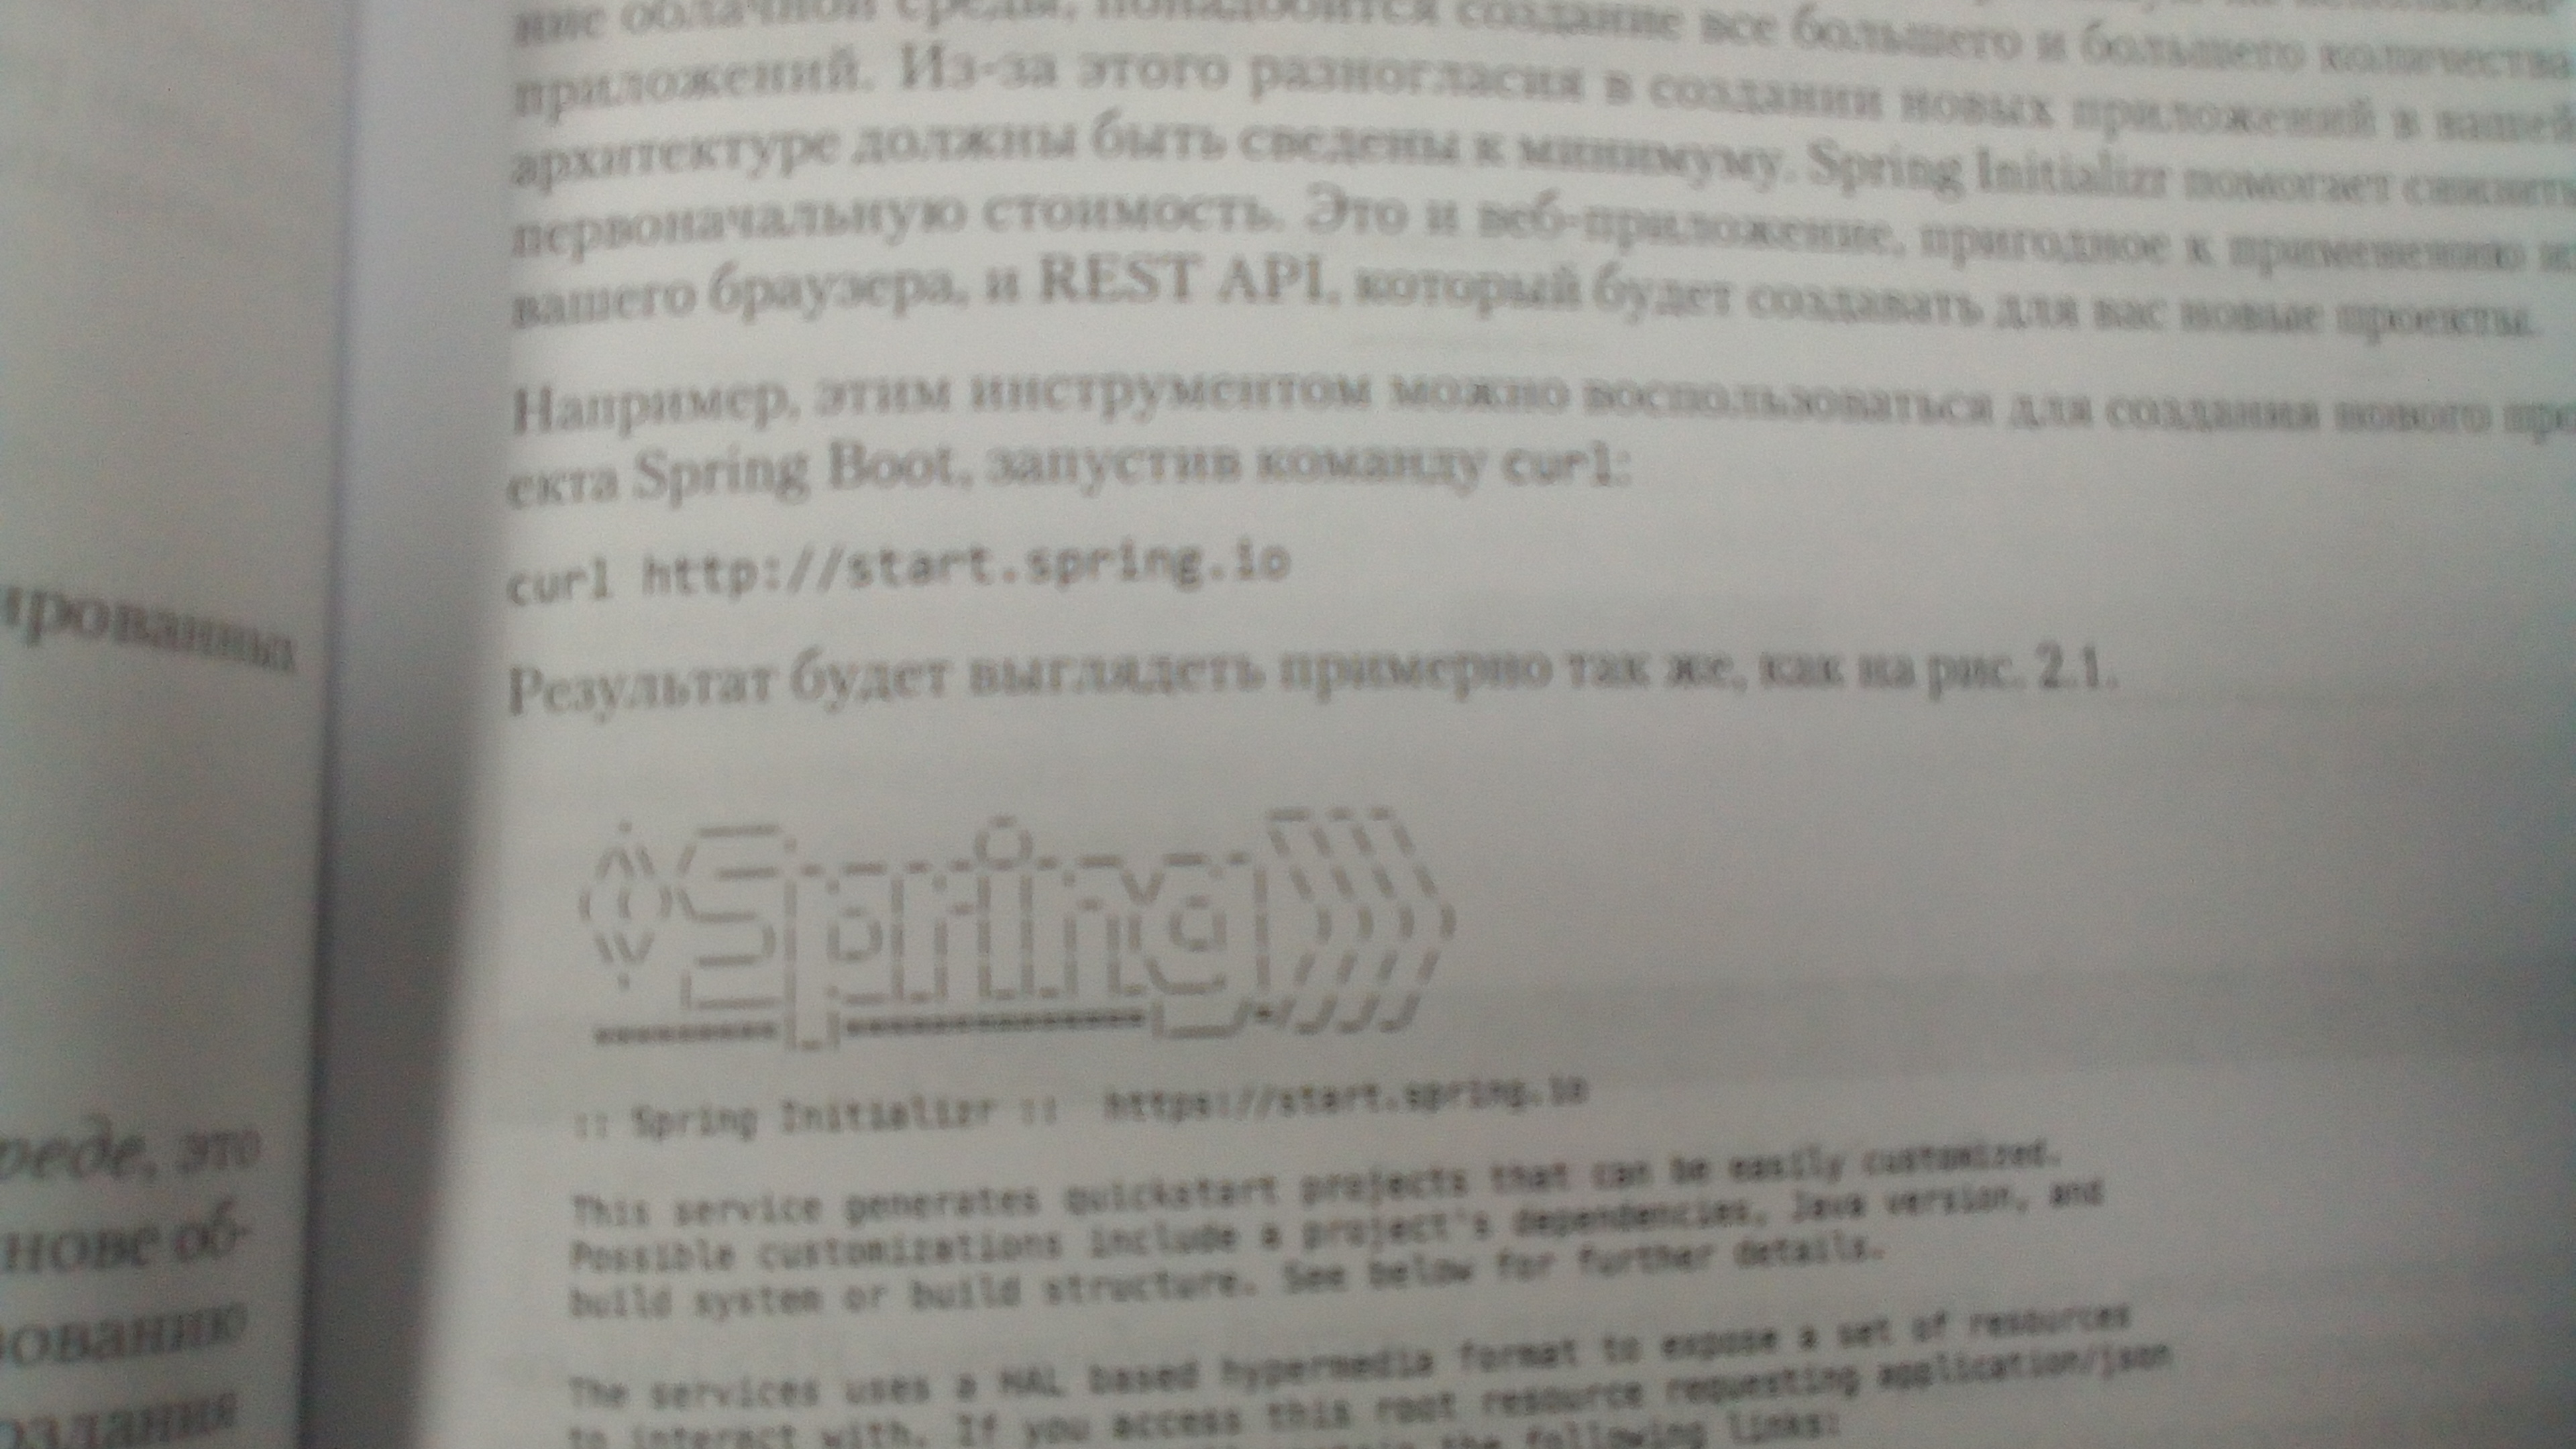 ированных
реде, это
нове об-
ованию
оздания
ние облачной среды, понадобится создание все большего и большего количества
приложений. Из-за этого разногласия в создании новых приложений в вашей
архитектуре должны быть сведены к минимуму. Spring Initializr помогает снизить
первоначальную стоимость. Это и веб-приложение, пригодное к применению из
вашего браузера, и REST API, который будет создавать для вас новые проекты.
Например, этим инструментом можно воспользоваться для создания нового про
екта Spring Boot, запустив команду curl:
curl http://start.spring.io
Результат будет выглядеть примерно так же, как на рис. 2.1.
Spring
:: Spring Initializr :: https://start.spring.io
This service generates quickstart projects that can be easily customized.
Possible customizations include a project's dependencies, Java version, and
build system or build structure. See below for further details.
The services uses a HAL based hypermedia format to expose a set of resources
to interact with. If you access this root resource requesting application/json
the following links: